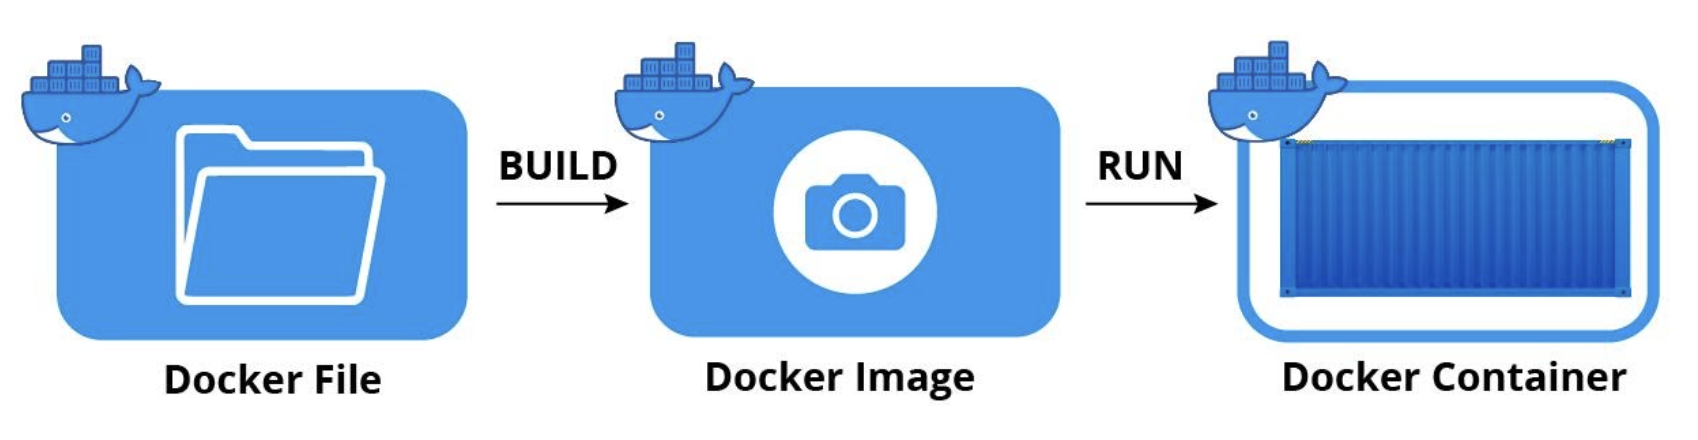 BUILD
RUN
Docker File
Docker Image
Docker Container